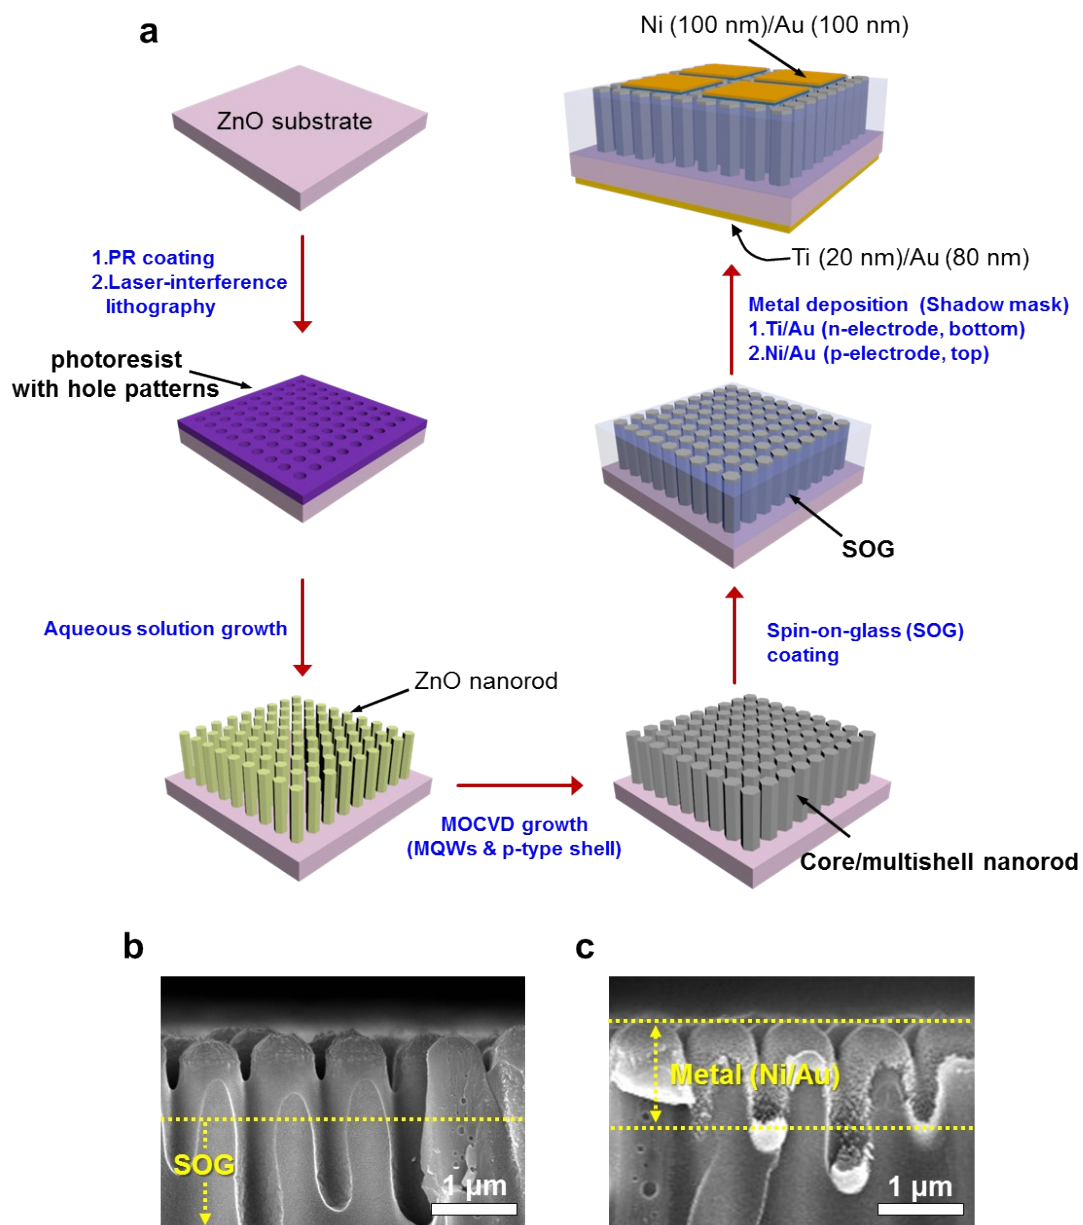 a
ZnO substrate
1.PR coating
2.Laser-interference
lithography
photoresist
with hole patterns
Aqueous solution growth
ZnO nanorod
MOCVD growth
(MQWs & p-type shell)
Core/multishell nanorod
Spin-on-glass (SOG)
coating
SOG
Metal deposition (Shadow mask)
1.Ti/Au (n-electrode, bottom)
2.Ni/Au (p-electrode, top)
Ti (20 nm)/Au (80 nm)
Ni (100 nm)/Au (100 nm)
b
SOG
1 μm
c
Metal (Ni/Au)
1 μm